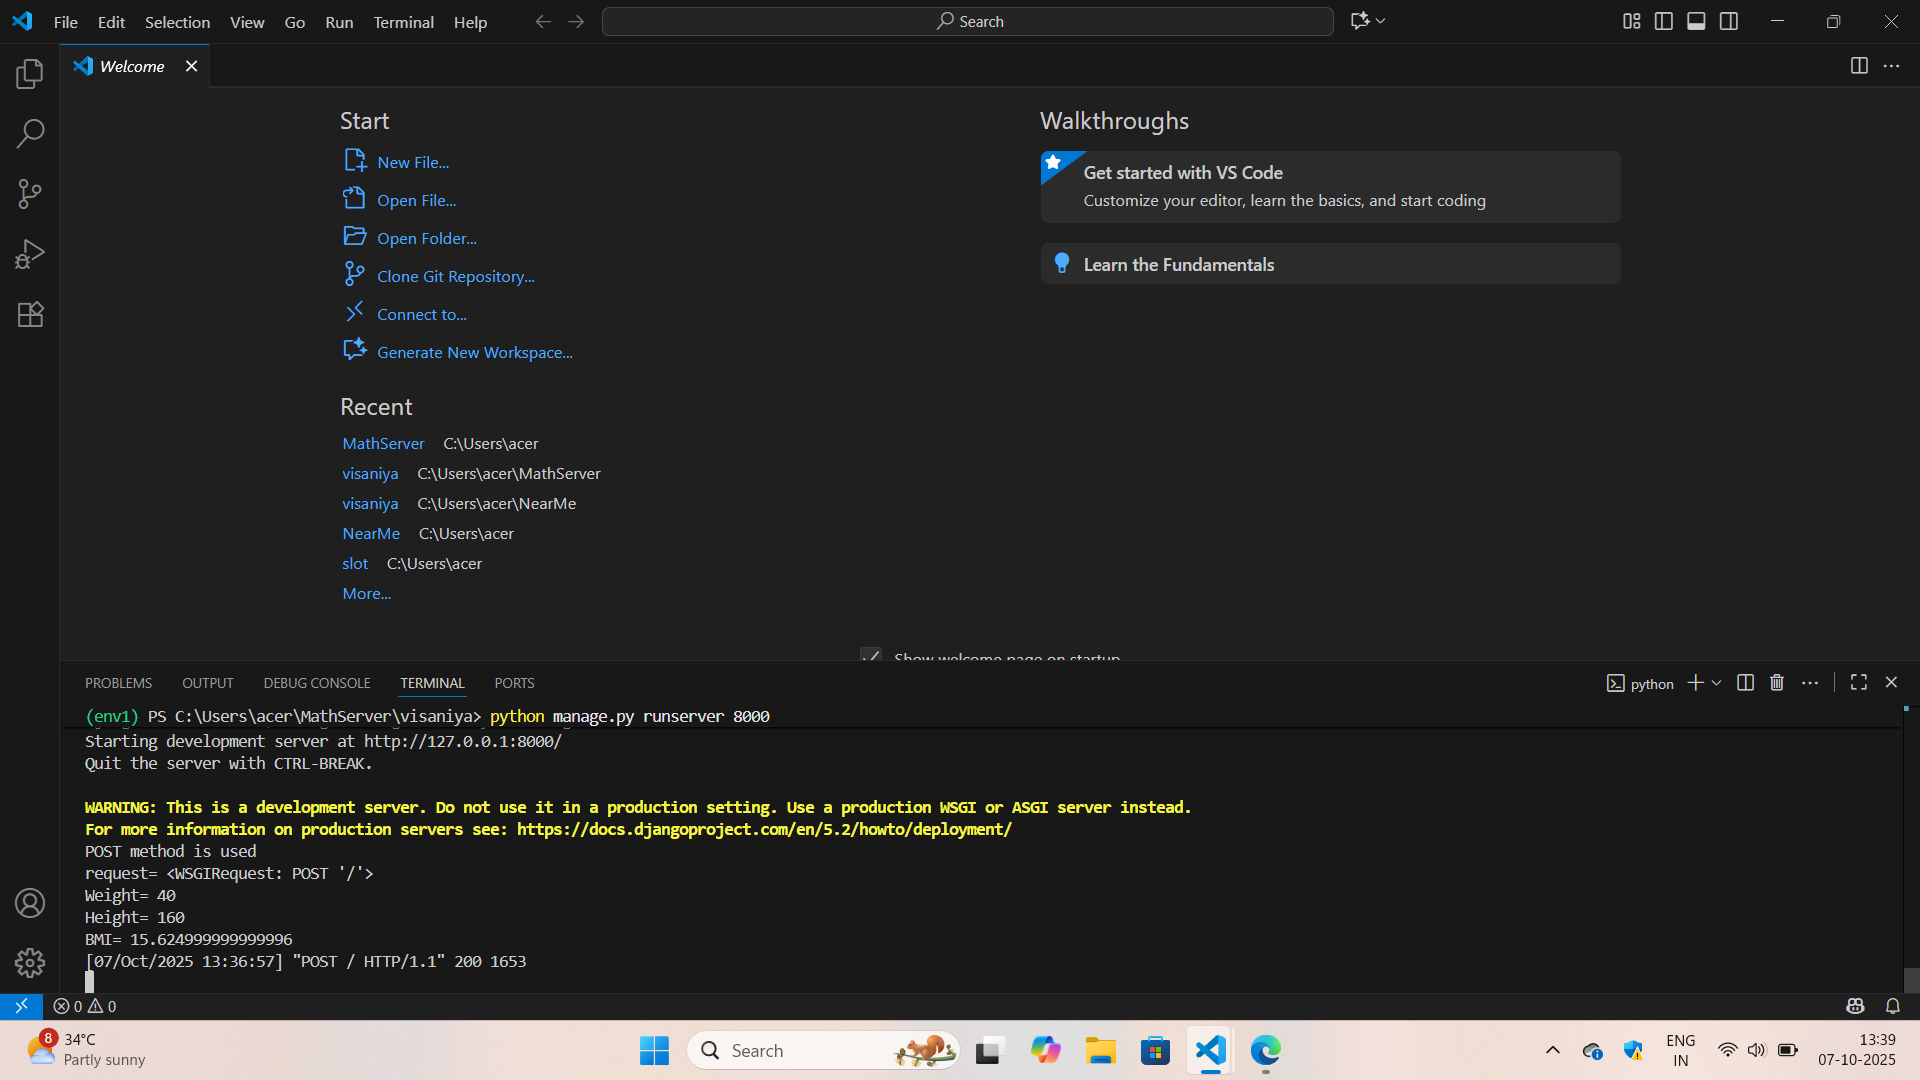 File Edit Selection View Go Run Terminal Help
Search
Welcome
Start
New File...
Open File...
Open Folder...
Clone Git Repository...
Connect to...
Generate New Workspace...
Recent
MathServer C:\Users\acer
visaniya C:\Users\acer\MathServer
visaniya C:\Users\acer\NearMe
NearMe C:\Users\acer
slot C:\Users\acer
More...
Walkthroughs
Get started with VS Code
Customize your editor, learn the basics, and start coding
Learn the Fundamentals
Show welcome page on startup
PROBLEMS OUTPUT DEBUG CONSOLE TERMINAL PORTS
python
(env1) PS C:\Users\acer\MathServer\visaniya> python manage.py runserver 8000
Starting development server at http://127.0.0.1:8000/
Quit the server with CTRL-BREAK.
WARNING: This is a development server. Do not use it in a production setting. Use a production WSGI or ASGI server instead.
For more information on production servers see: https://docs.djangoproject.com/en/5.2/howto/deployment/
POST method is used
request= <WSGIRequest: POST '/'>
Weight= 40
Height= 160
BMI= 15.624999999999996
[07/Oct/2025 13:36:57] "POST / HTTP/1.1" 200 1653
0 0
8
34°C
Partly sunny
Search
ENG
IN
13:39
07-10-2025